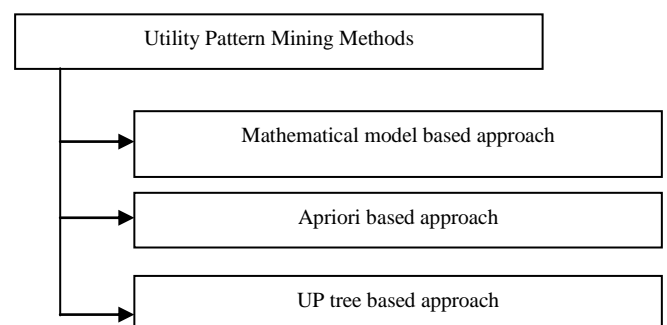 Utility Pattern Mining Methods
Mathematical model based approach
Apriori based approach
UP tree based approach